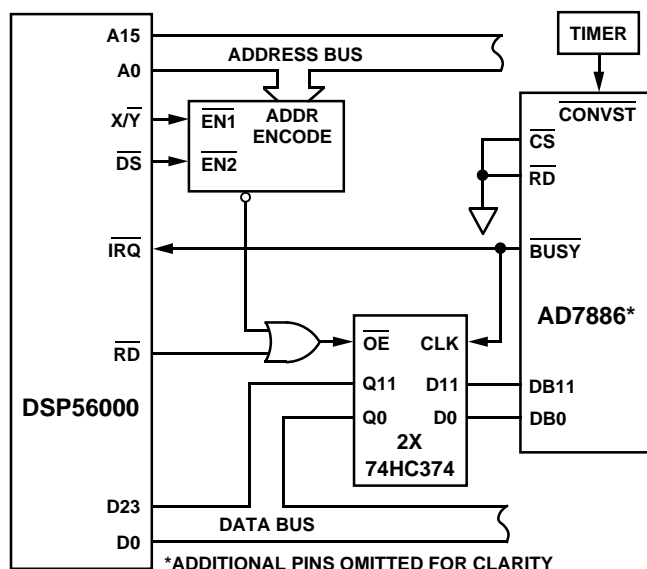 A15
A0
X/Y
DS
IRQ
RD
DSP56000
D23
D0
ADDRESS BUS
ADDR
ENCODE
EN1
EN2
TIMER
CONVST
CS
RD
BUSY
AD7886*
DB11
DB0
OE
CLK
Q11
D11
Q0
D0
2X
74HC374
DATA BUS
*ADDITIONAL PINS OMITTED FOR CLARITY